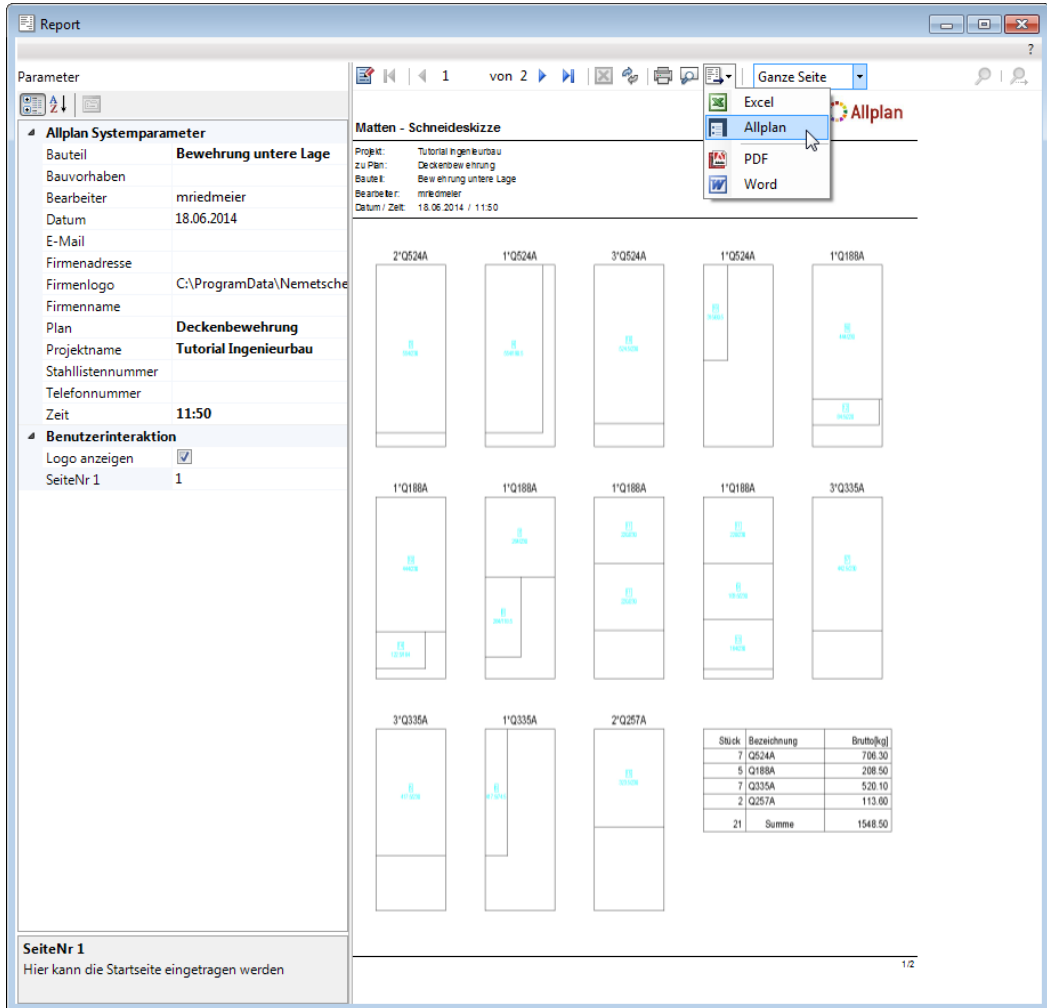 Report
?
Parameter
1 von 2 Ganze Seite
Excel
Allplan
PDF
Word
Allplan
Allplan Systemparameter
Bauteil Bewehrung untere Lage
Bauvorhaben
Bearbeiter mriedmeier
Datum 18.06.2014
E-Mail
Firmenadresse
Firmenlogo C:\ProgramData\Nemetsche
Firmenname
Plan Deckenbewehrung
Projektname Tutorial Ingenieurbau
Stahllistennummer
Telefonnummer
Zeit 11:50
Benutzerinteraktion
Logo anzeigen
SeiteNr 1 1
SeiteNr 1
Hier kann die Startseite eingetragen werden
Matten - Schneideskizze
Projekt: Tutorial Ingenieurbau
zu Plan: Deckenbewehrung
Bauteil: Bewehrung untere Lage
Bearbeiter: mriedmeier
Datum / Zeit: 18.06.2014 / 11:50
2*Q524A 1*Q524A 3*Q524A 1*Q524A 1*Q188A
1*Q188A 1*Q188A 1*Q188A 1*Q188A 3*Q335A
3*Q335A 1*Q335A 2*Q257A
Stück Bezeichnung Brutto[kg]
7 Q524A 706.30
5 Q188A 208.50
7 Q335A 520.10
2 Q257A 113.60
21 Summe 1548.50
1/2